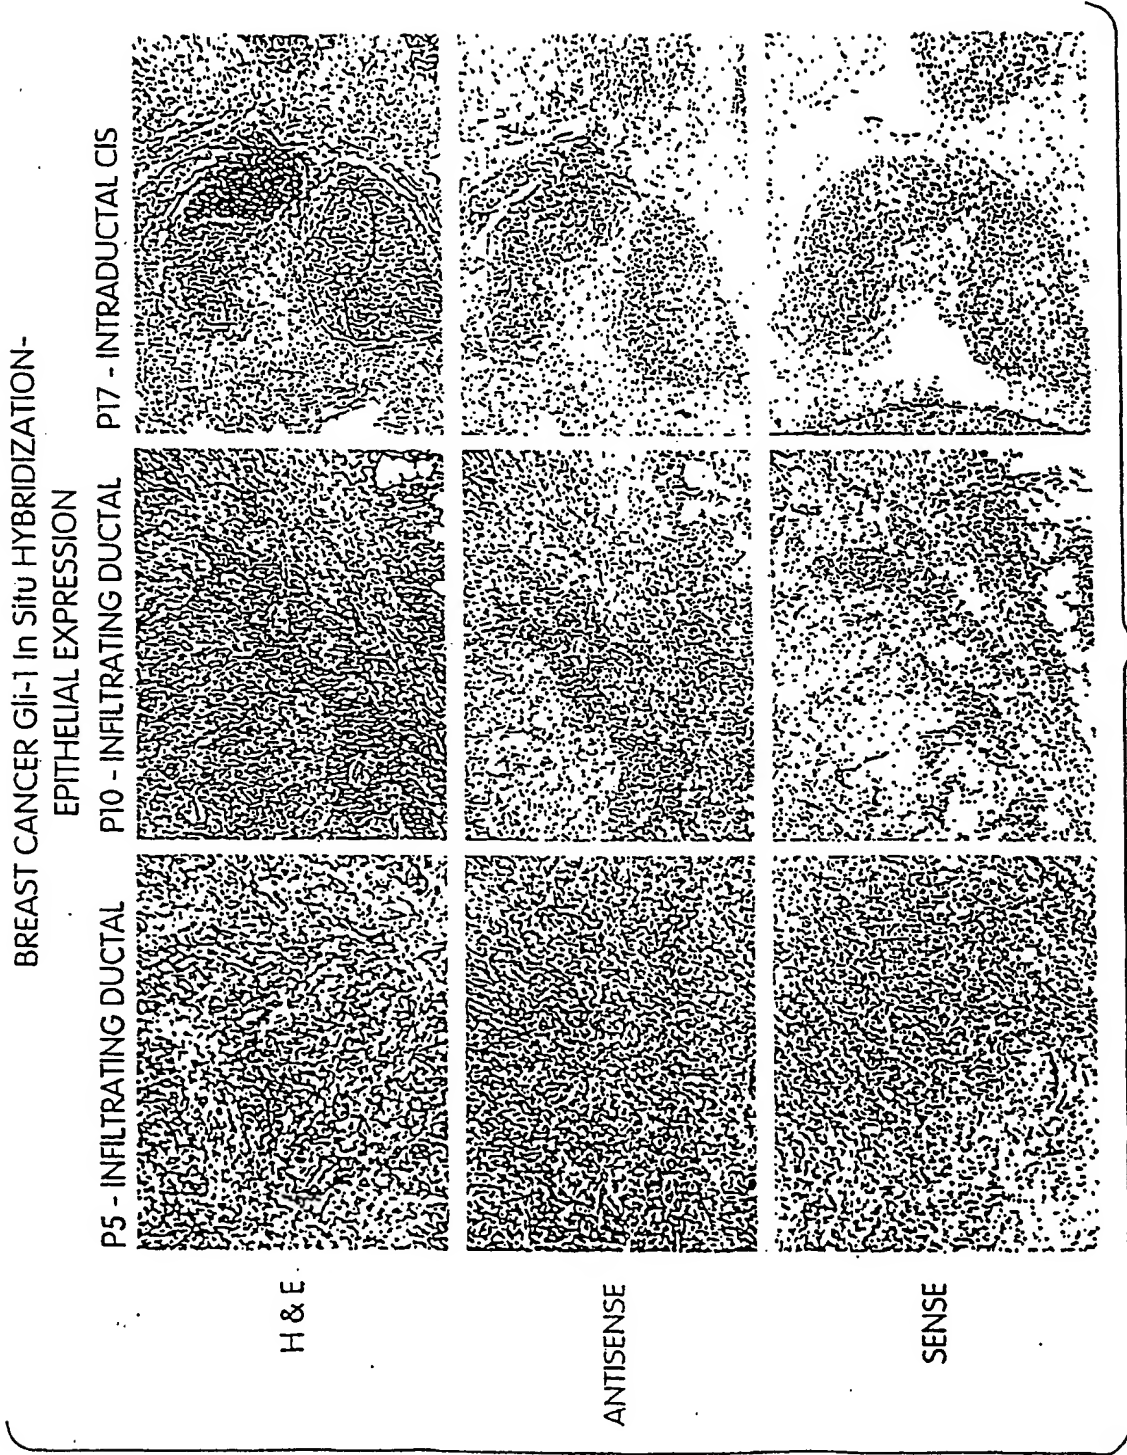 BREAST CANCER Gli-1 In Situ HYBRIDIZATION-
EPITHELIAL EXPRESSION
P5 - INFILTRATING DUCTAL
P10 - INFILTRATING DUCTAL
P17 - INTRADUCTAL CIS
H & E
ANTISENSE
SENSE